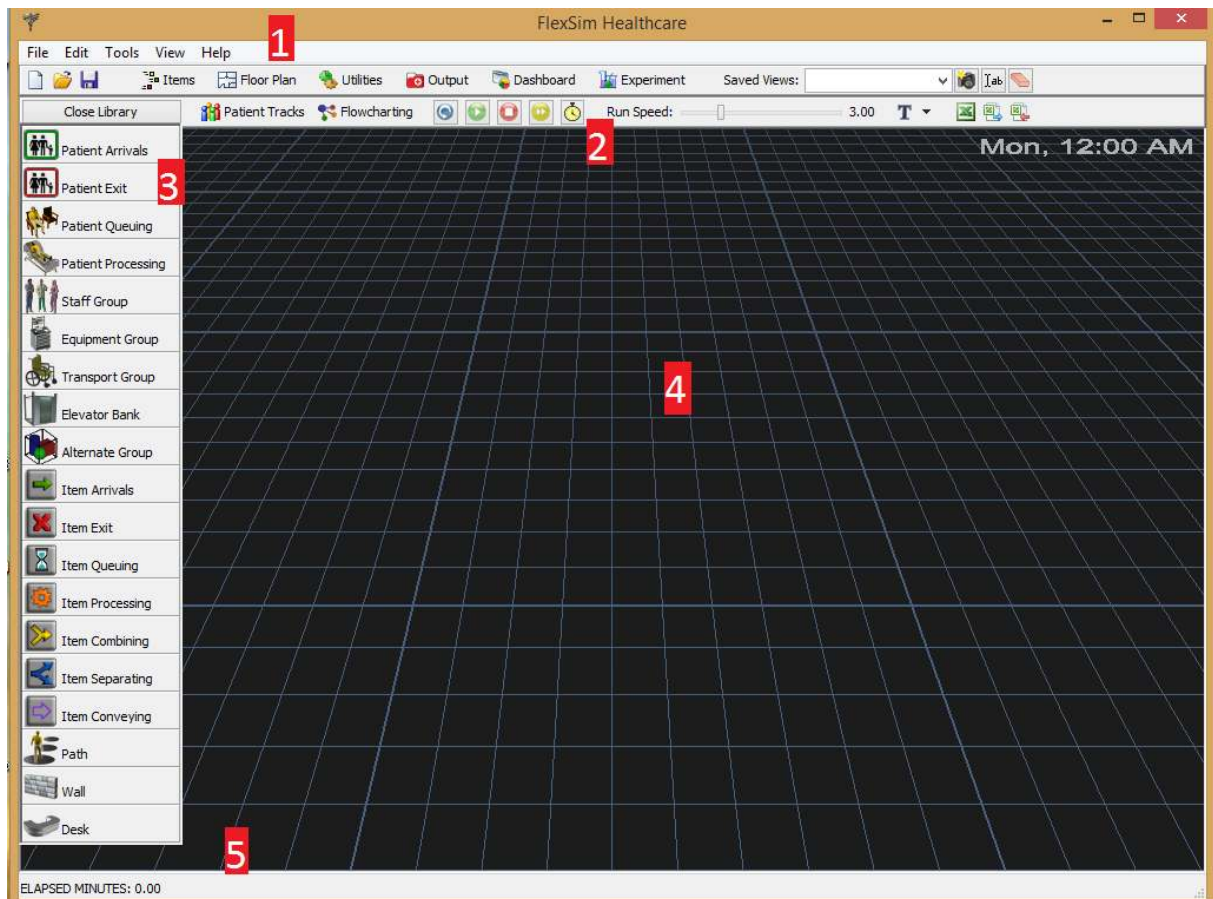 FlexSim Healthcare
1
File Edit Tools View Help
Items Floor Plan Utilities Output Dashboard Experiment Saved Views: Iab
Close Library Patient Tracks Flowcharting Run Speed: 3.00 T
2
Mon, 12:00 AM
Patient Arrivals
3
Patient Exit
Patient Queuing
Patient Processing
Staff Group
Equipment Group
Transport Group
4
Elevator Bank
Alternate Group
Item Arrivals
Item Exit
Item Queuing
Item Processing
Item Combining
Item Separating
Item Conveying
Path
Wall
Desk
5
ELAPSED MINUTES: 0.00